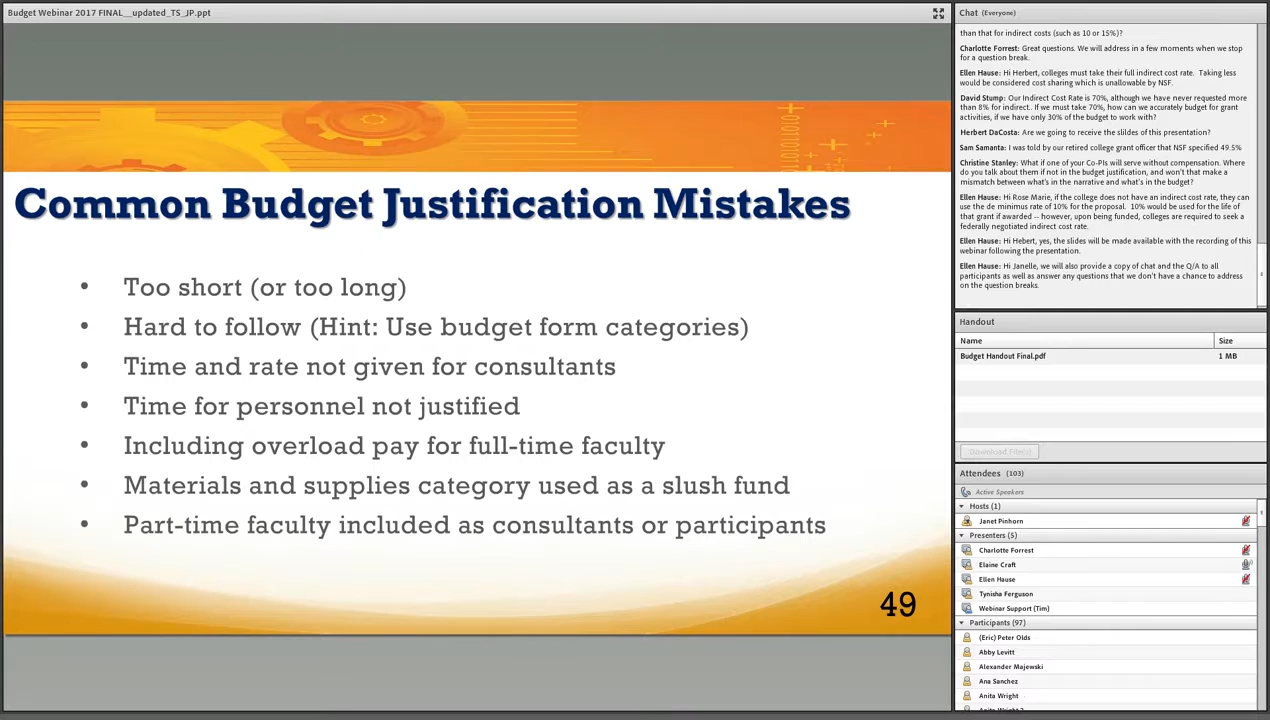 Budget Webinar 2017 FINAL__updated_TS_JP.ppt
Common Budget Justification Mistakes
• Too short (or too long)
• Hard to follow (Hint: Use budget form categories)
• Time and rate not given for consultants
• Time for personnel not justified
• Including overload pay for full-time faculty
• Materials and supplies category used as a slush fund
• Part-time faculty included as consultants or participants
49
Chat (Everyone)
than that for indirect costs (such as 10 or 15%)?
Charlotte Forrest: Great questions. We will address in a few moments when we stop
for a question break.
Ellen Hause: Hi Herbert, colleges must take their full indirect cost rate. Taking less
would be considered cost sharing which is unallowable by NSF.
David Stump: Our Indirect Cost Rate is 70%, although we have never requested more
than 8% for indirect. If we must take 70%, how can we accurately budget for grant
activities, if we have only 30% of the budget to work with?
Herbert DaCosta: Are we going to receive the slildes of this presentation?
Sam Samanta: I was told by our retired college grant officer that NSF specified 49.5%
Christine Stanley: What if one of your Co-PIs will serve without compensation. Where
do you talk about them if not in the budget justification, and won't that make a
mismatch between what's in the narrative and what's in the budget?
Ellen Hause: Hi Rose Marie, if the college does not have an indirect cost rate, they can
use the de minimus rate of 10% for the proposal. 10% would be used for the life of
that grant if awarded -- however, upon being funded, colleges are required to seek a
federally negotiated indirect cost rate.
Ellen Hause: Hi Hebert, yes, the slides will be made available with the recording of this
webinar following the presentation.
Ellen Hause: Hi Janelle, we will also provide a copy of chat and the Q/A to all
participants as well as answer any questions that we don't have a chance to address
on the question breaks.
Handout
Name Size
Budget Handout Final.pdf 1 MB
Download File(s)
Attendees (103)
Active Speakers
Hosts (1)
Janet Pinhorn
Presenters (5)
Charlotte Forrest
Elaine Craft
Ellen Hause
Tynisha Ferguson
Webinar Support (Tim)
Participants (97)
(Eric) Peter Olds
Abby Levitt
Alexander Majewski
Ana Sanchez
Anita Wright
Anita Wright 2